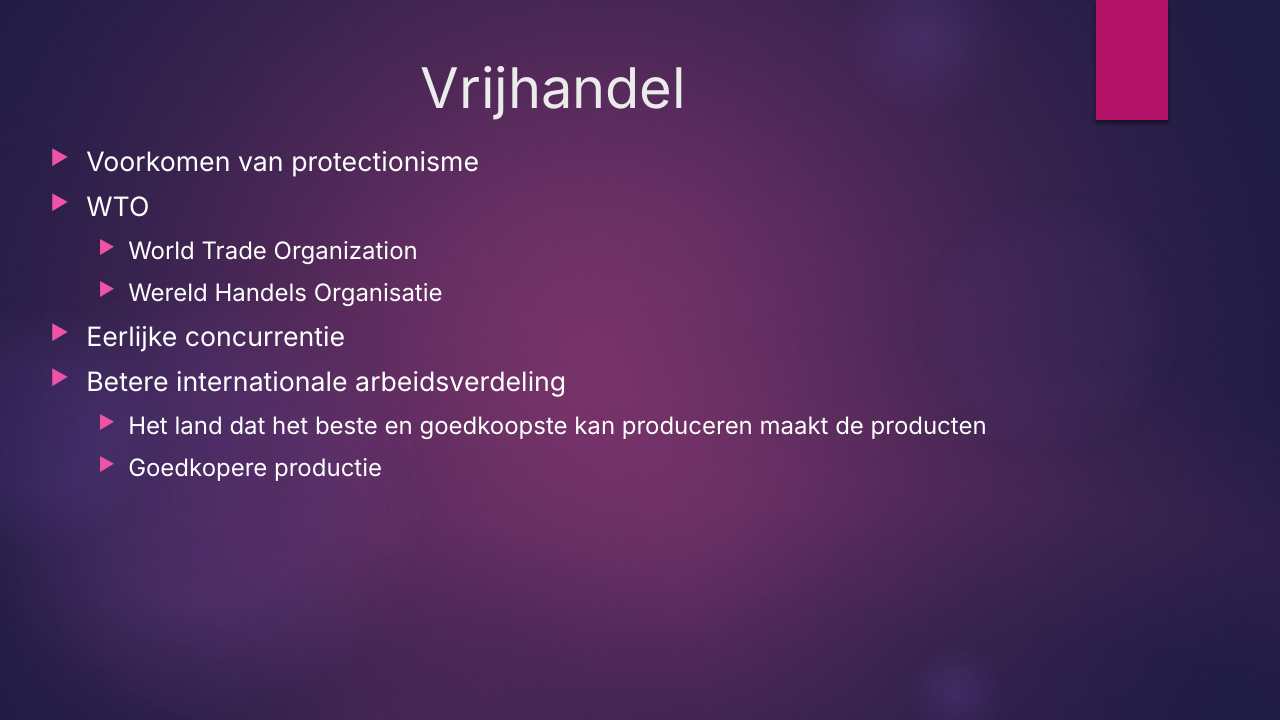 Vrijhandel
Voorkomen van protectionisme
WTO
World Trade Organization
Wereld Handels Organisatie
Eerlijke concurrentie
Betere internationale arbeidsverdeling
Het land dat het beste en goedkoopste kan produceren maakt de producten
Goedkopere productie